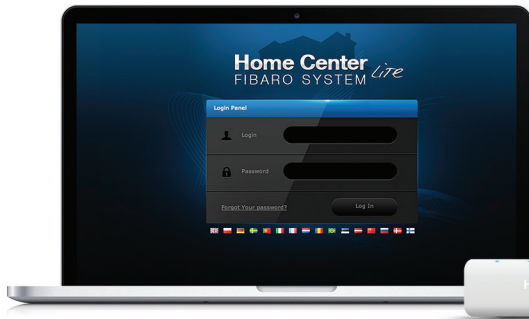 Home Center
FIBARO SYSTEM Lite
Login Panel
Login
Password
Forgot Your password?
Log In
H